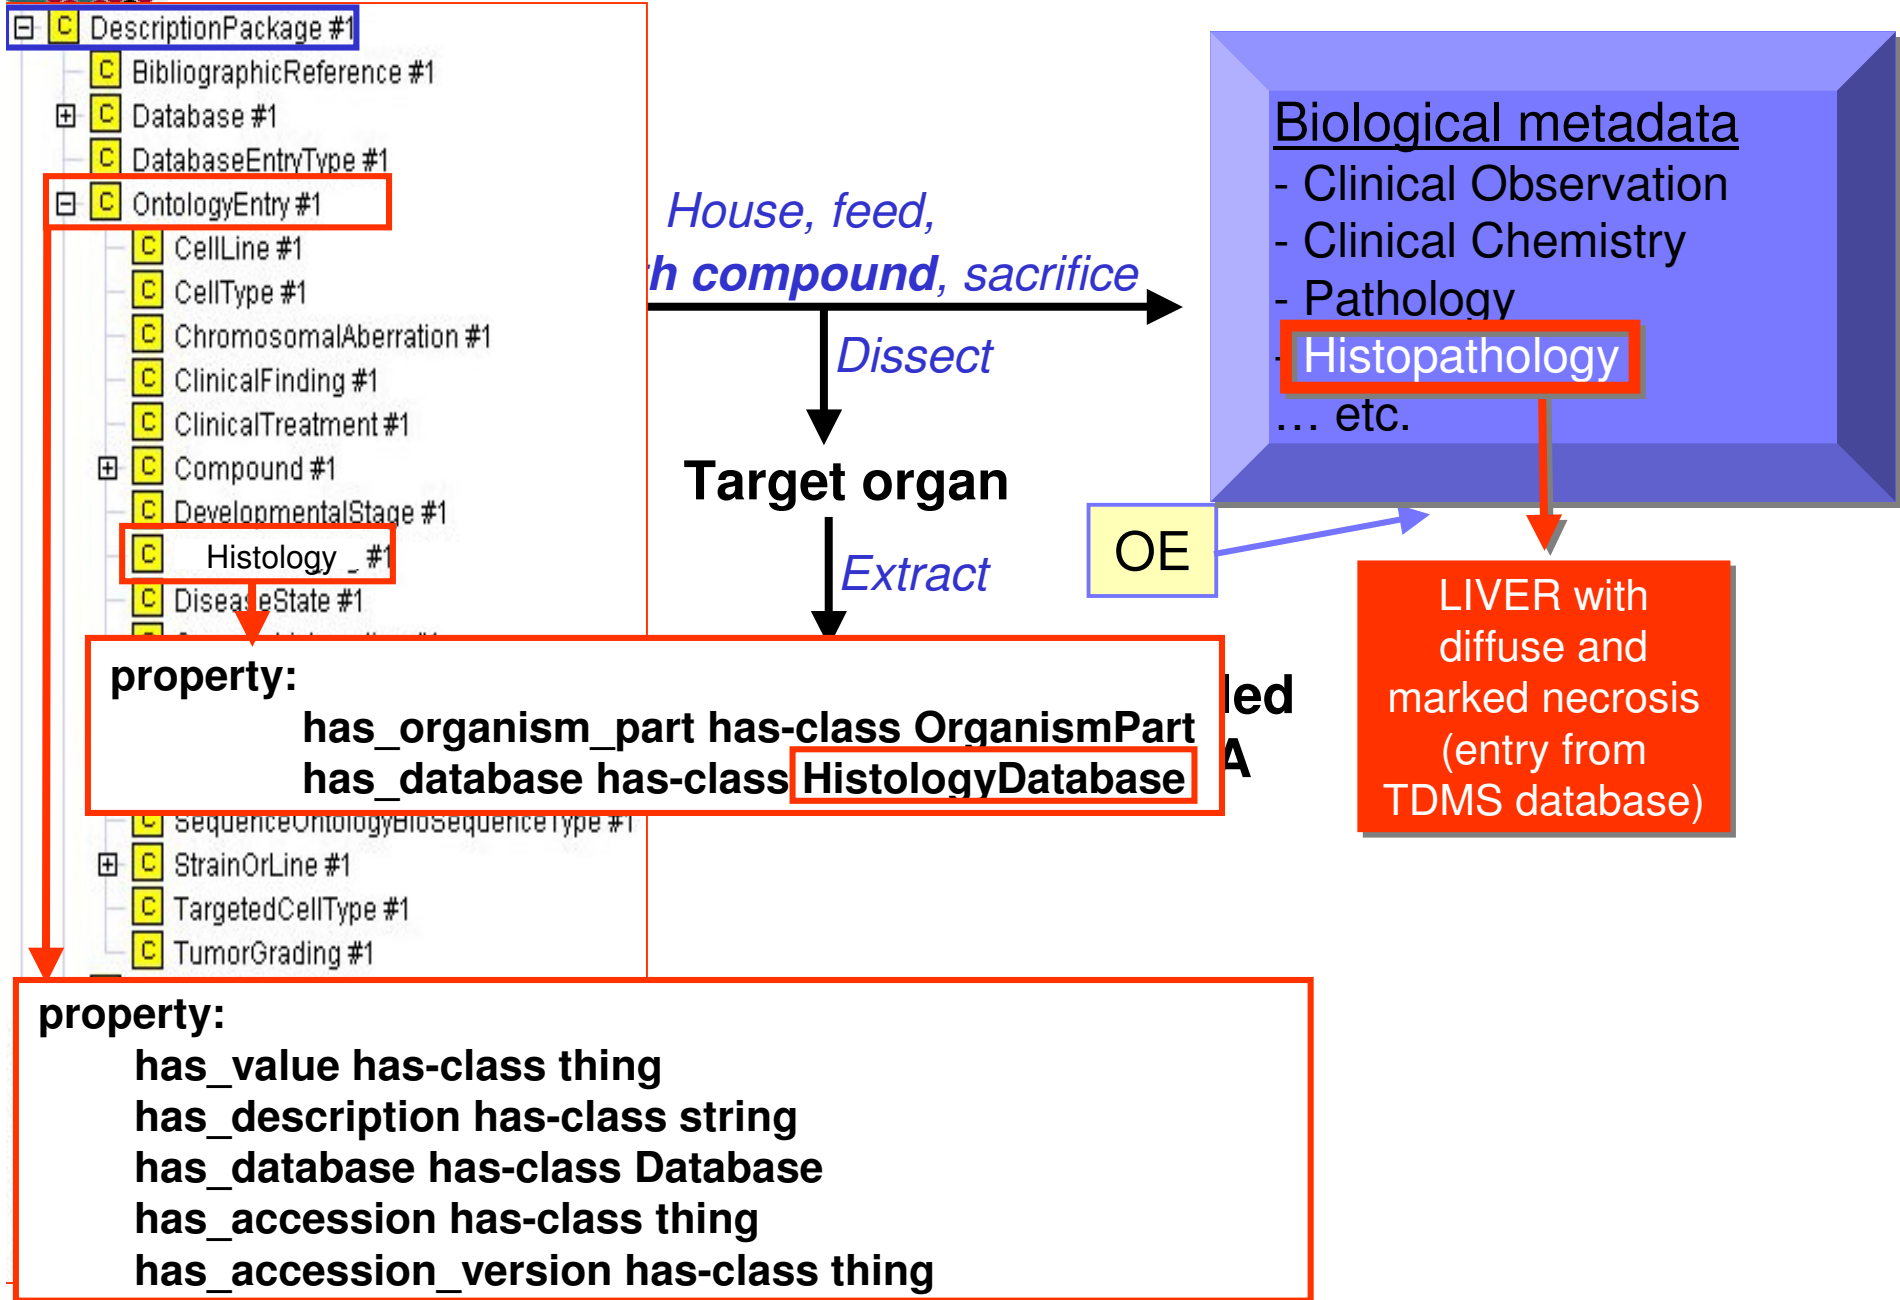 DescriptionPackage #1
C BibliographicReference #1
C Database #1
C DatabaseEntryType #1
C OntologyEntry #1
C CellLine #1
C CellType #1
C ChromosomalAberration #1
C ClinicalFinding #1
C ClinicalTreatment #1
C Compound #1
C DevelopmentalStage #1
C Histology #1
C DiseaseState #1
property:
has_organism_part has-class OrganismPart
has_database has-class HistologyDatabase
C SequenceOntologyBioSequenceType #1
C StrainOrLine #1
C TargetedCellType #1
C TumorGrading #1
property:
has_value has-class thing
has_description has-class string
has_database has-class Database
has_accession has-class thing
has_accession_version has-class thing
House, feed,
h compound, sacrifice
Dissect
Target organ
Extract
led
A
OE
Biological metadata
- Clinical Observation
- Clinical Chemistry
- Pathology
- Histopathology
… etc.
LIVER with
diffuse and
marked necrosis
(entry from
TDMS database)